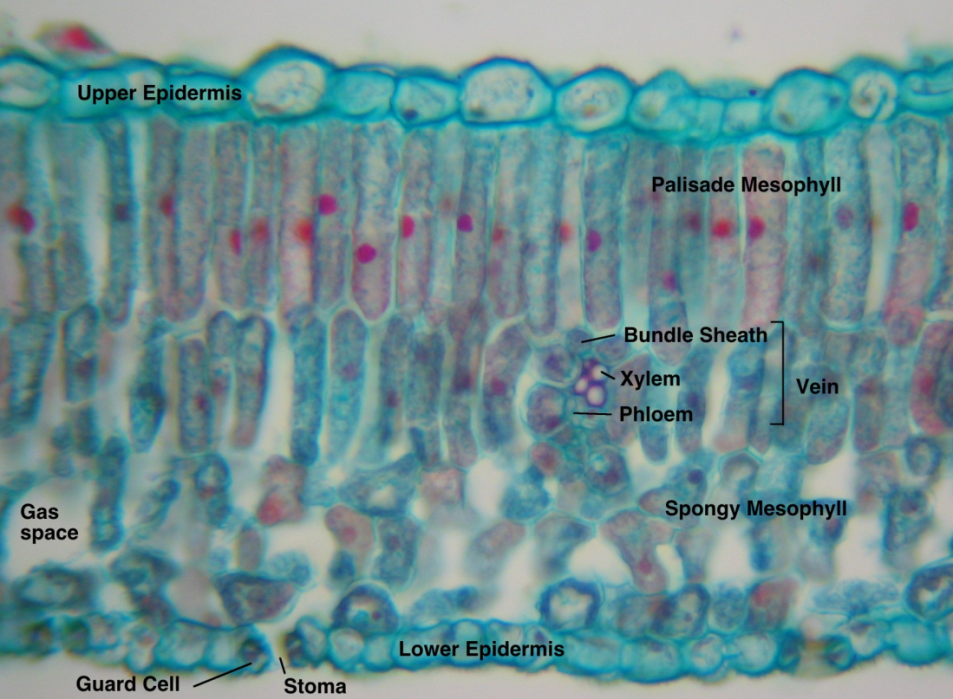 Upper Epidermis
Palisade Mesophyll
Bundle Sheath
Xylem
Vein
Phloem
Gas
space
Spongy Mesophyll
Lower Epidermis
Guard Cell
Stoma